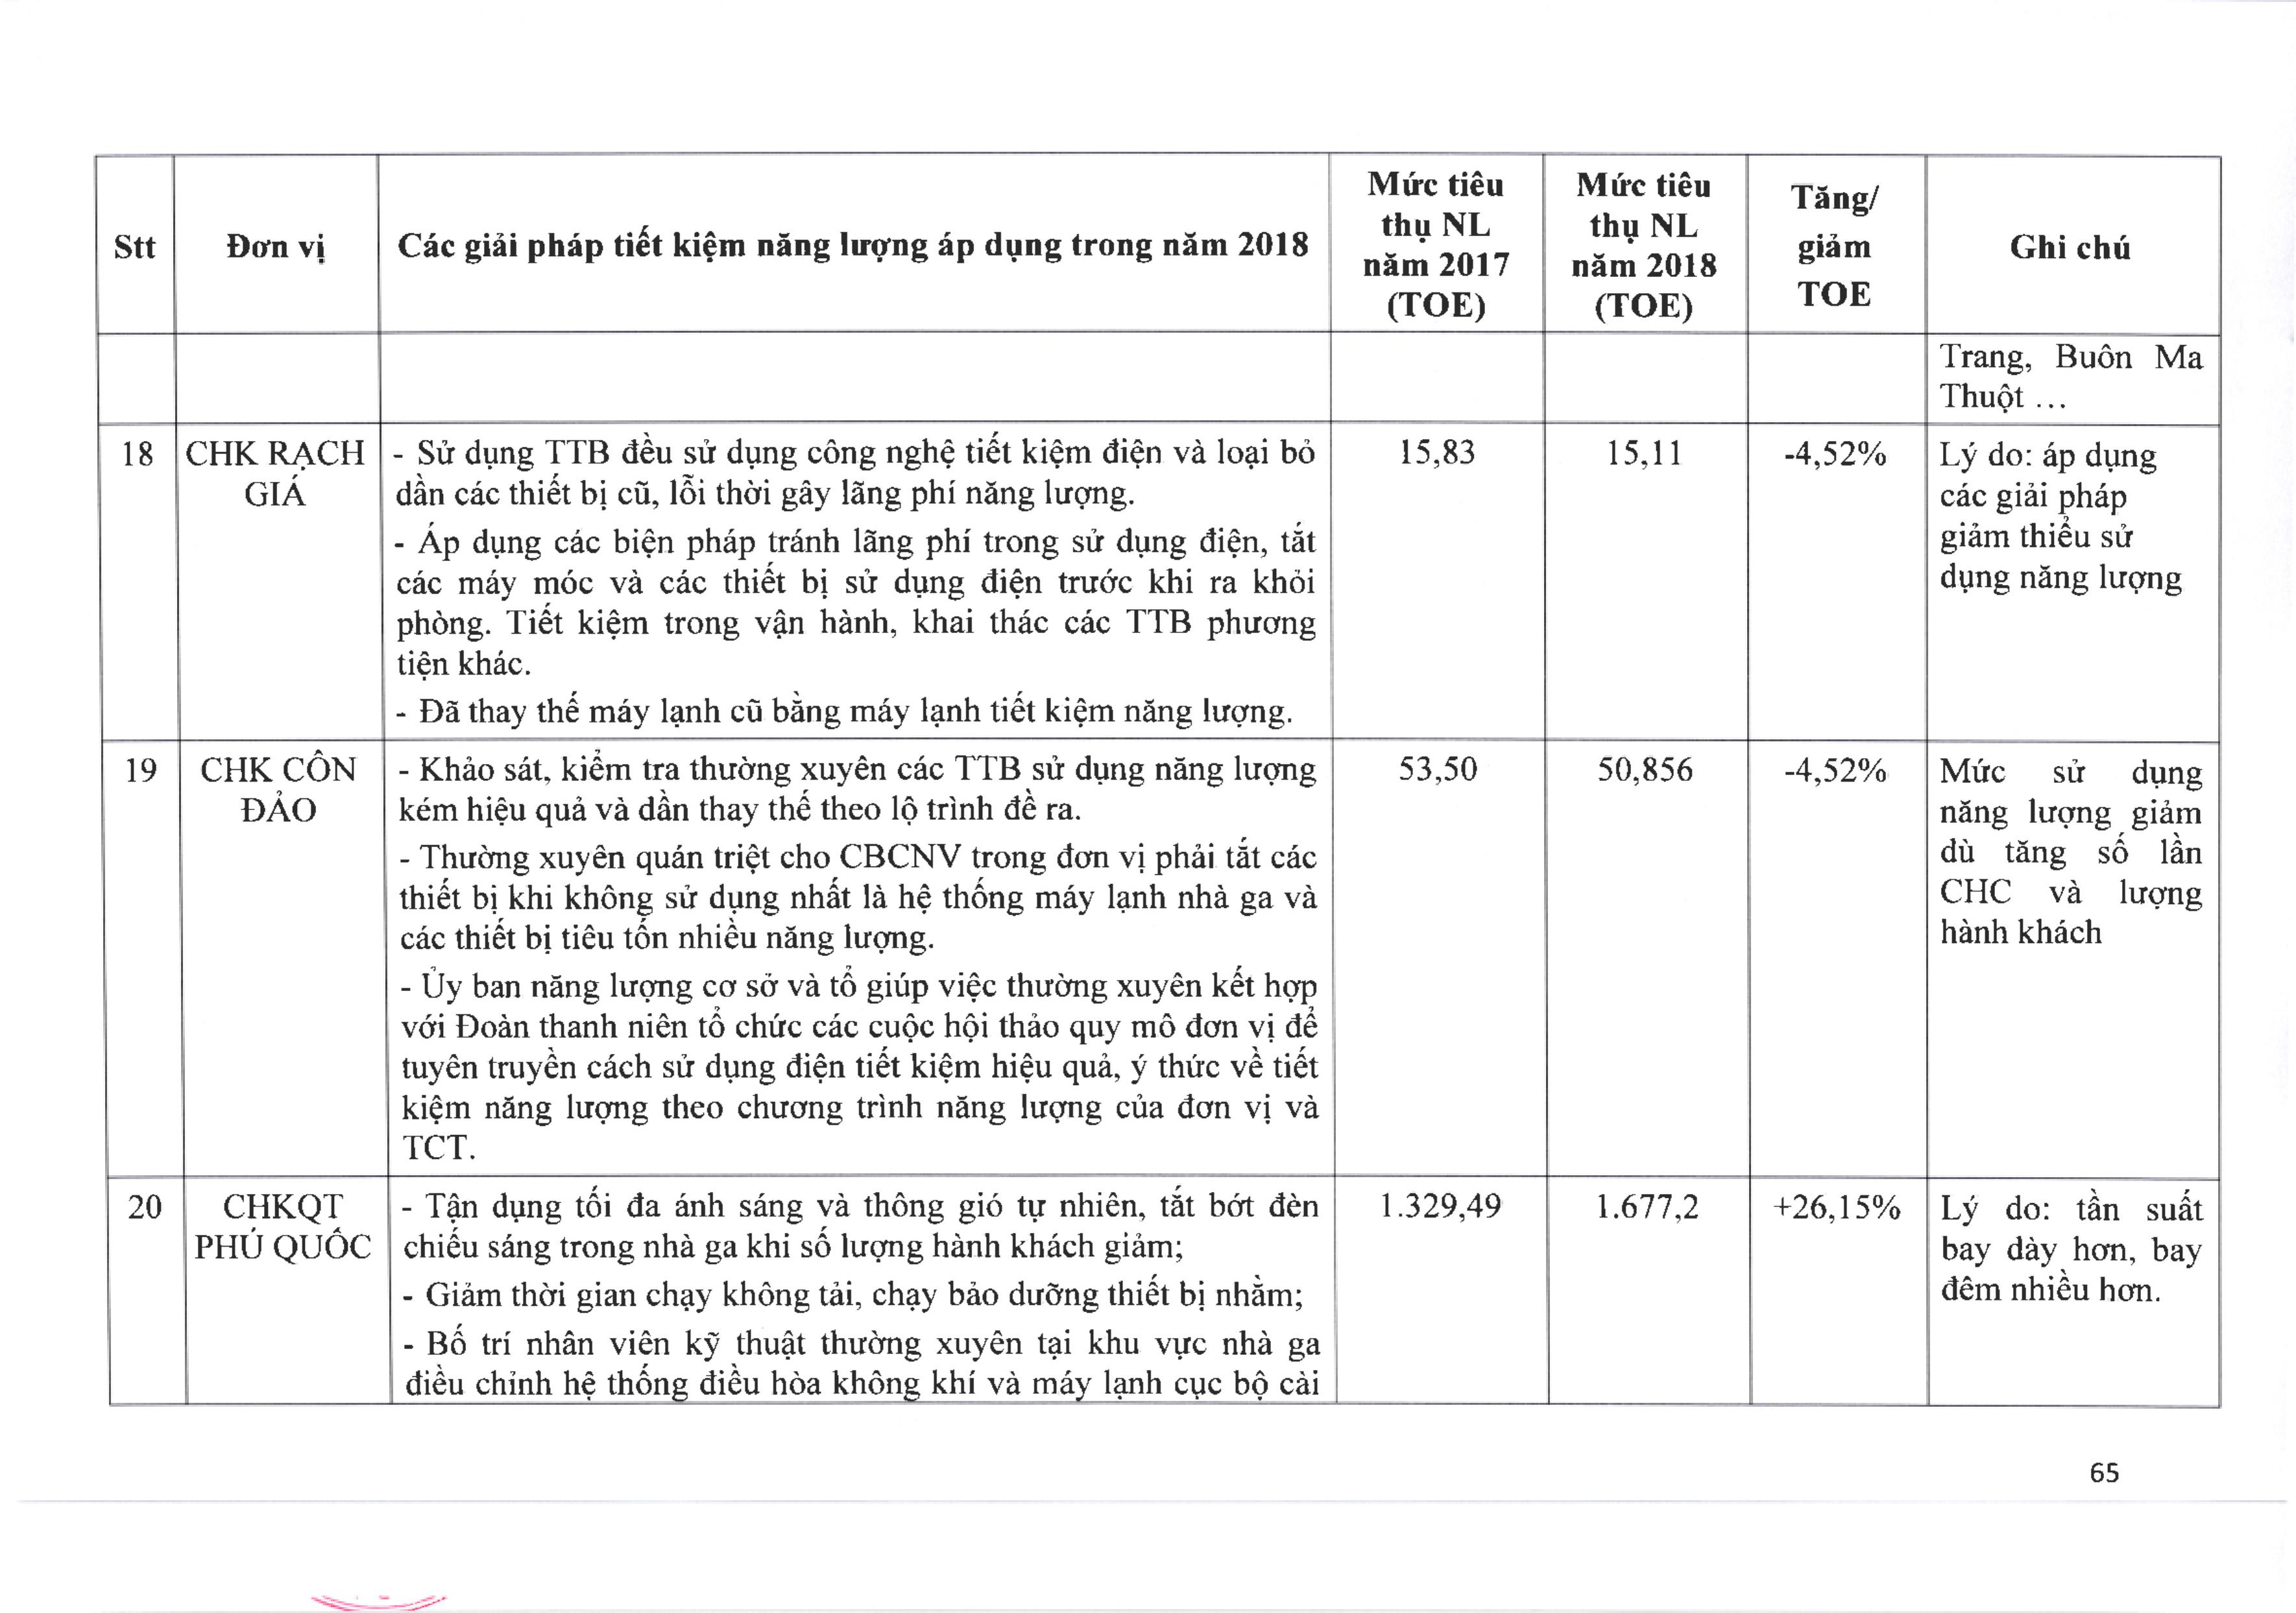 Stt
Đơn vị
Các giải pháp tiết kiệm năng lượng áp dụng trong năm 2018
Mức tiêu
thụ NL
năm 2017
(TOE)
Mức tiêu
thụ NL
năm 2018
(TOE)
Tăng/
giảm
TOE
Ghi chú
Trang, Buôn Ma
Thuột ...
18
CHK RẠCH
GIÁ
- Sử dụng TTB đều sử dụng công nghệ tiết kiệm điện và loại bỏ
dần các thiết bị cũ, lỗi thời gây lãng phí năng lượng.
- Áp dụng các biện pháp tránh lãng phí trong sử dụng điện, tắt
các máy móc và các thiết bị sử dụng điện trước khi ra khỏi
phòng. Tiết kiệm trong vận hành, khai thác các TTB phương
tiện khác.
- Đã thay thế máy lạnh cũ bằng máy lạnh tiết kiệm năng lượng.
15,83
15,11
-4,52%
Lý do: áp dụng
các giải pháp
giảm thiểu sử
dụng năng lượng
19
CHK CÔN
ĐẢO
- Khảo sát, kiểm tra thường xuyên các TTB sử dụng năng lượng
kém hiệu quả và dần thay thế theo lộ trình đề ra.
- Thường xuyên quán triệt cho CBCNV trong đơn vị phải tắt các
thiết bị khi không sử dụng nhất là hệ thống máy lạnh nhà ga và
các thiết bị tiêu tốn nhiều năng lượng.
- Ủy ban năng lượng cơ sở và tổ giúp việc thường xuyên kết hợp
với Đoàn thanh niên tổ chức các cuộc hội thảo quy mô đơn vị để
tuyên truyền cách sử dụng điện tiết kiệm hiệu quả, ý thức về tiết
kiệm năng lượng theo chương trình năng lượng của đơn vị và
TCT.
53,50
50,856
-4,52%
Mức sử dụng
năng lượng giảm
dù tăng số lần
CHC và lượng
hành khách
20
CHKQT
PHÚ QUỐC
- Tận dụng tối đa ánh sáng và thông gió tự nhiên, tắt bớt đèn
chiếu sáng trong nhà ga khi số lượng hành khách giảm;
- Giảm thời gian chạy không tải, chạy bảo dưỡng thiết bị nhằm;
- Bố trí nhân viên kỹ thuật thường xuyên tại khu vực nhà ga
điều chỉnh hệ thống điều hòa không khí và máy lạnh cục bộ cài
1.329,49
1.677,2
+26,15%
Lý do: tần suất
bay dày hơn, bay
đêm nhiều hơn.
65